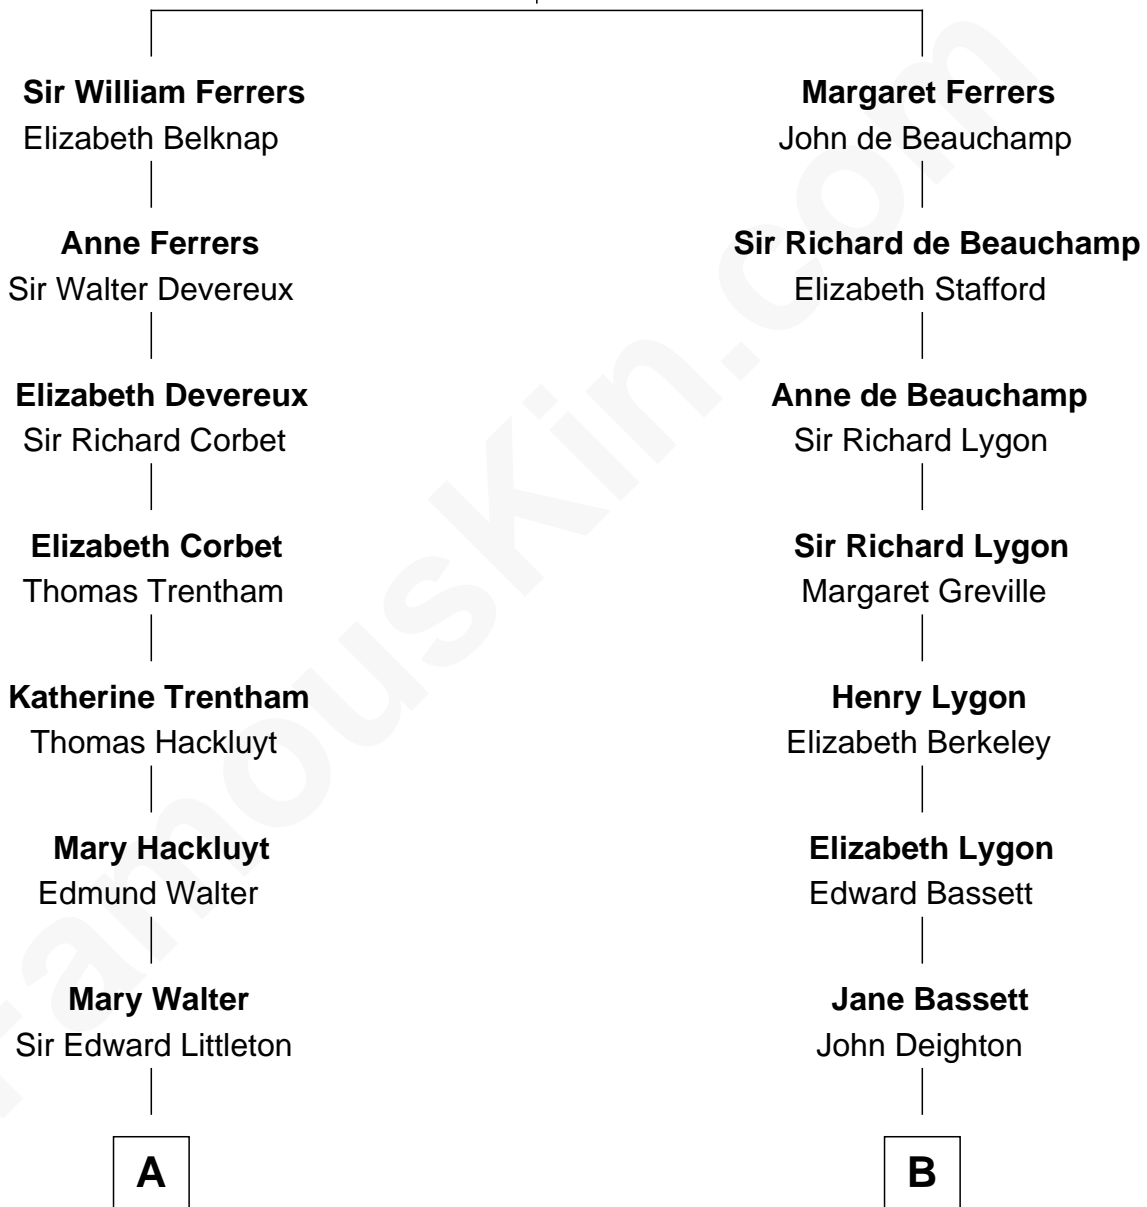 Sir William Ferrers
Elizabeth Belknap
Margaret Ferrers
John de Beauchamp
Anne Ferrers
Sir Walter Devereux
Sir Richard de Beauchamp
Elizabeth Stafford
Elizabeth Devereux
Sir Richard Corbet
Anne de Beauchamp
Sir Richard Lygon
Elizabeth Corbet
Thomas Trentham
Sir Richard Lygon
Margaret Greville
Katherine Trentham
Thomas Hackluyt
Henry Lygon
Elizabeth Berkeley
Mary Hackluyt
Edmund Walter
Elizabeth Lygon
Edward Bassett
Mary Walter
Sir Edward Littleton
Jane Bassett
John Deighton
A
B
FamousKin.com